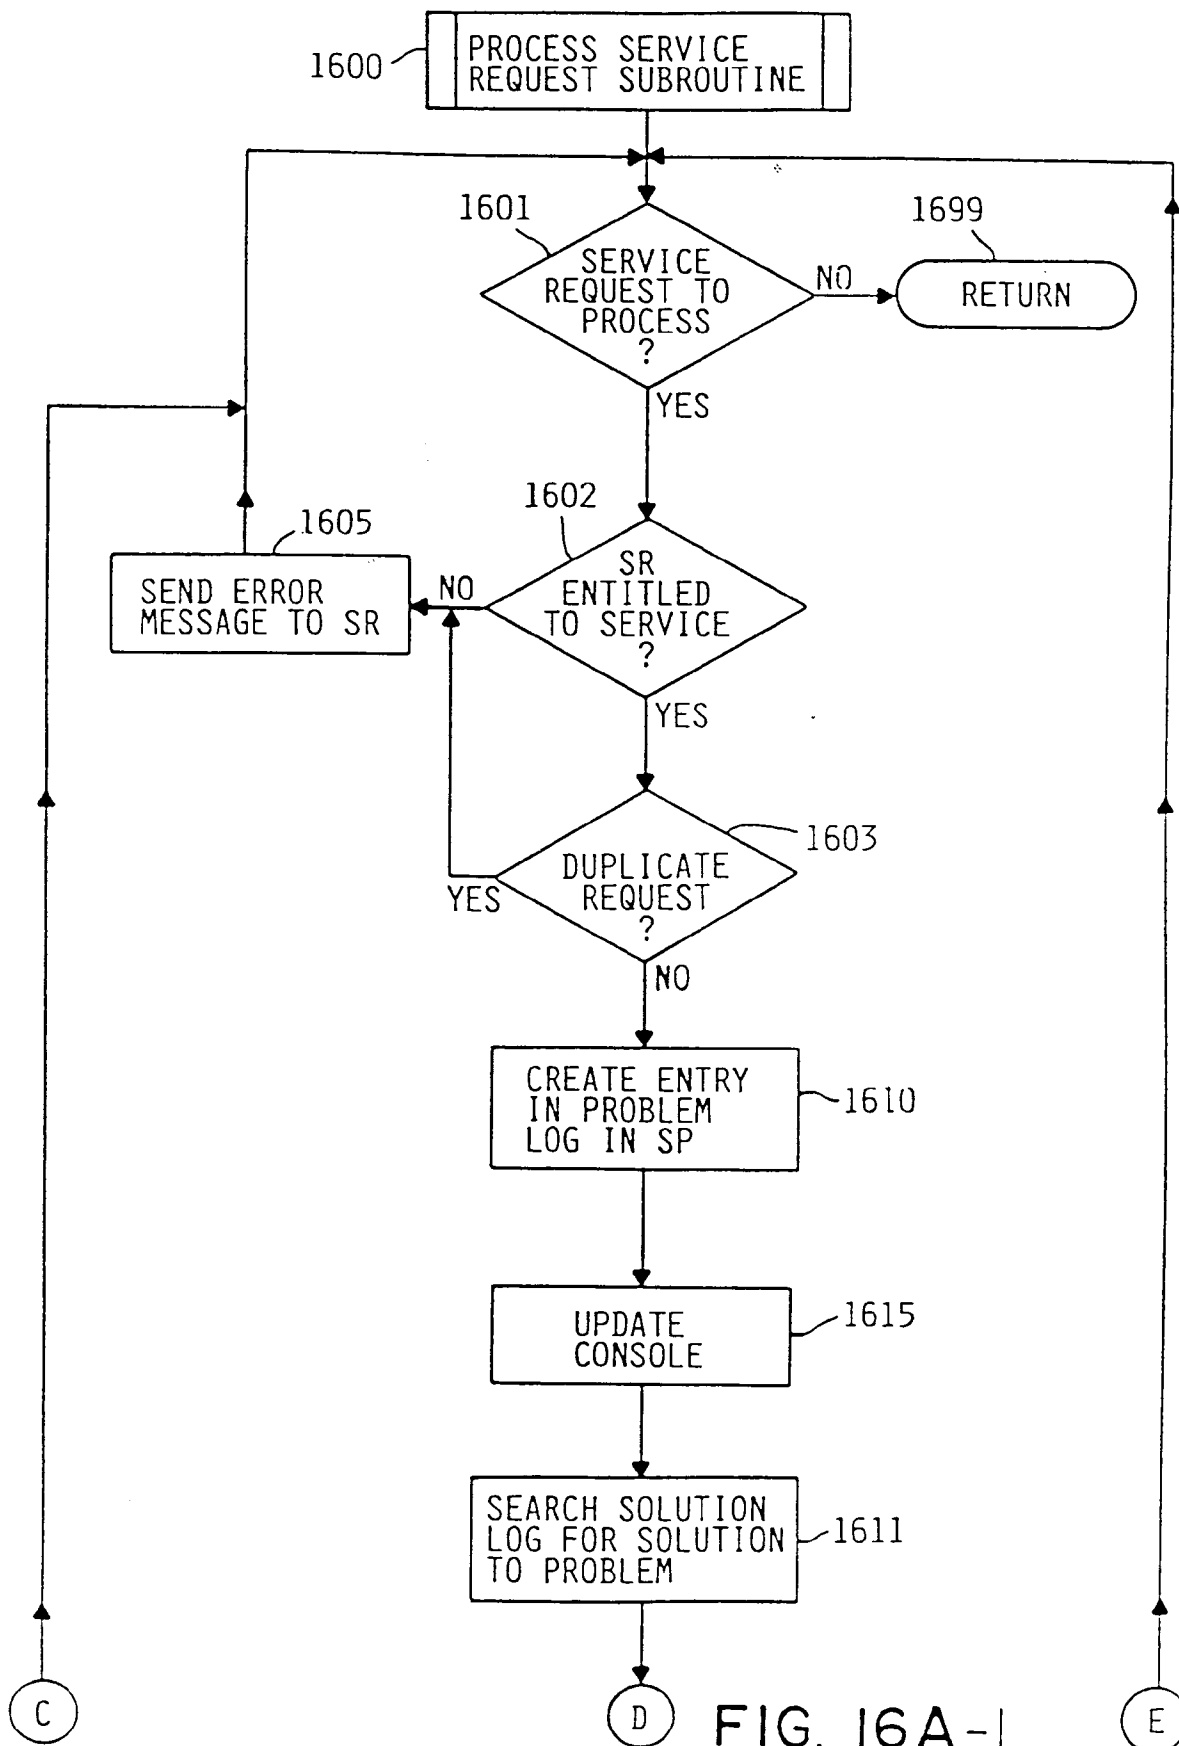 1600
PROCESS SERVICE
REQUEST SUBROUTINE
1601
SERVICE
REQUEST TO
PROCESS
?
NO
1699
RETURN
YES
1602
SR
ENTITLED
TO SERVICE
?
NO
1605
SEND ERROR
MESSAGE TO SR
YES
1603
DUPLICATE
REQUEST
?
YES
NO
CREATE ENTRY
IN PROBLEM
LOG IN SP
1610
UPDATE
CONSOLE
1615
SEARCH SOLUTION
LOG FOR SOLUTION
TO PROBLEM
1611
C
D
E
FIG. 16A-1